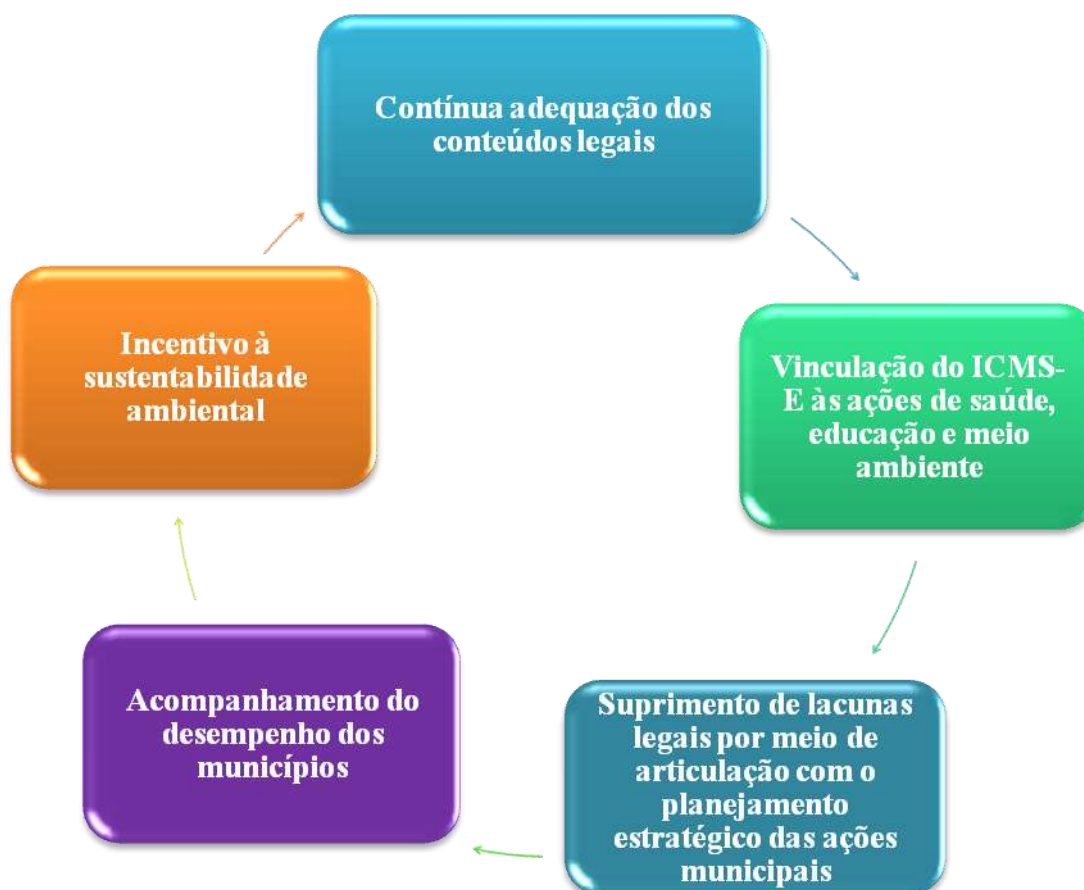 Contínua adequação dos
conteúdos legais
Vinculação do ICMS-
E às ações de saúde,
educação e meio
ambiente
Suprimento de lacunas
legais por meio de
articulação com o
planejamento
estratégico das ações
municipais
Acompanhamento do
desempenho dos
municípios
Incentivo à
sustentabilidade
ambiental